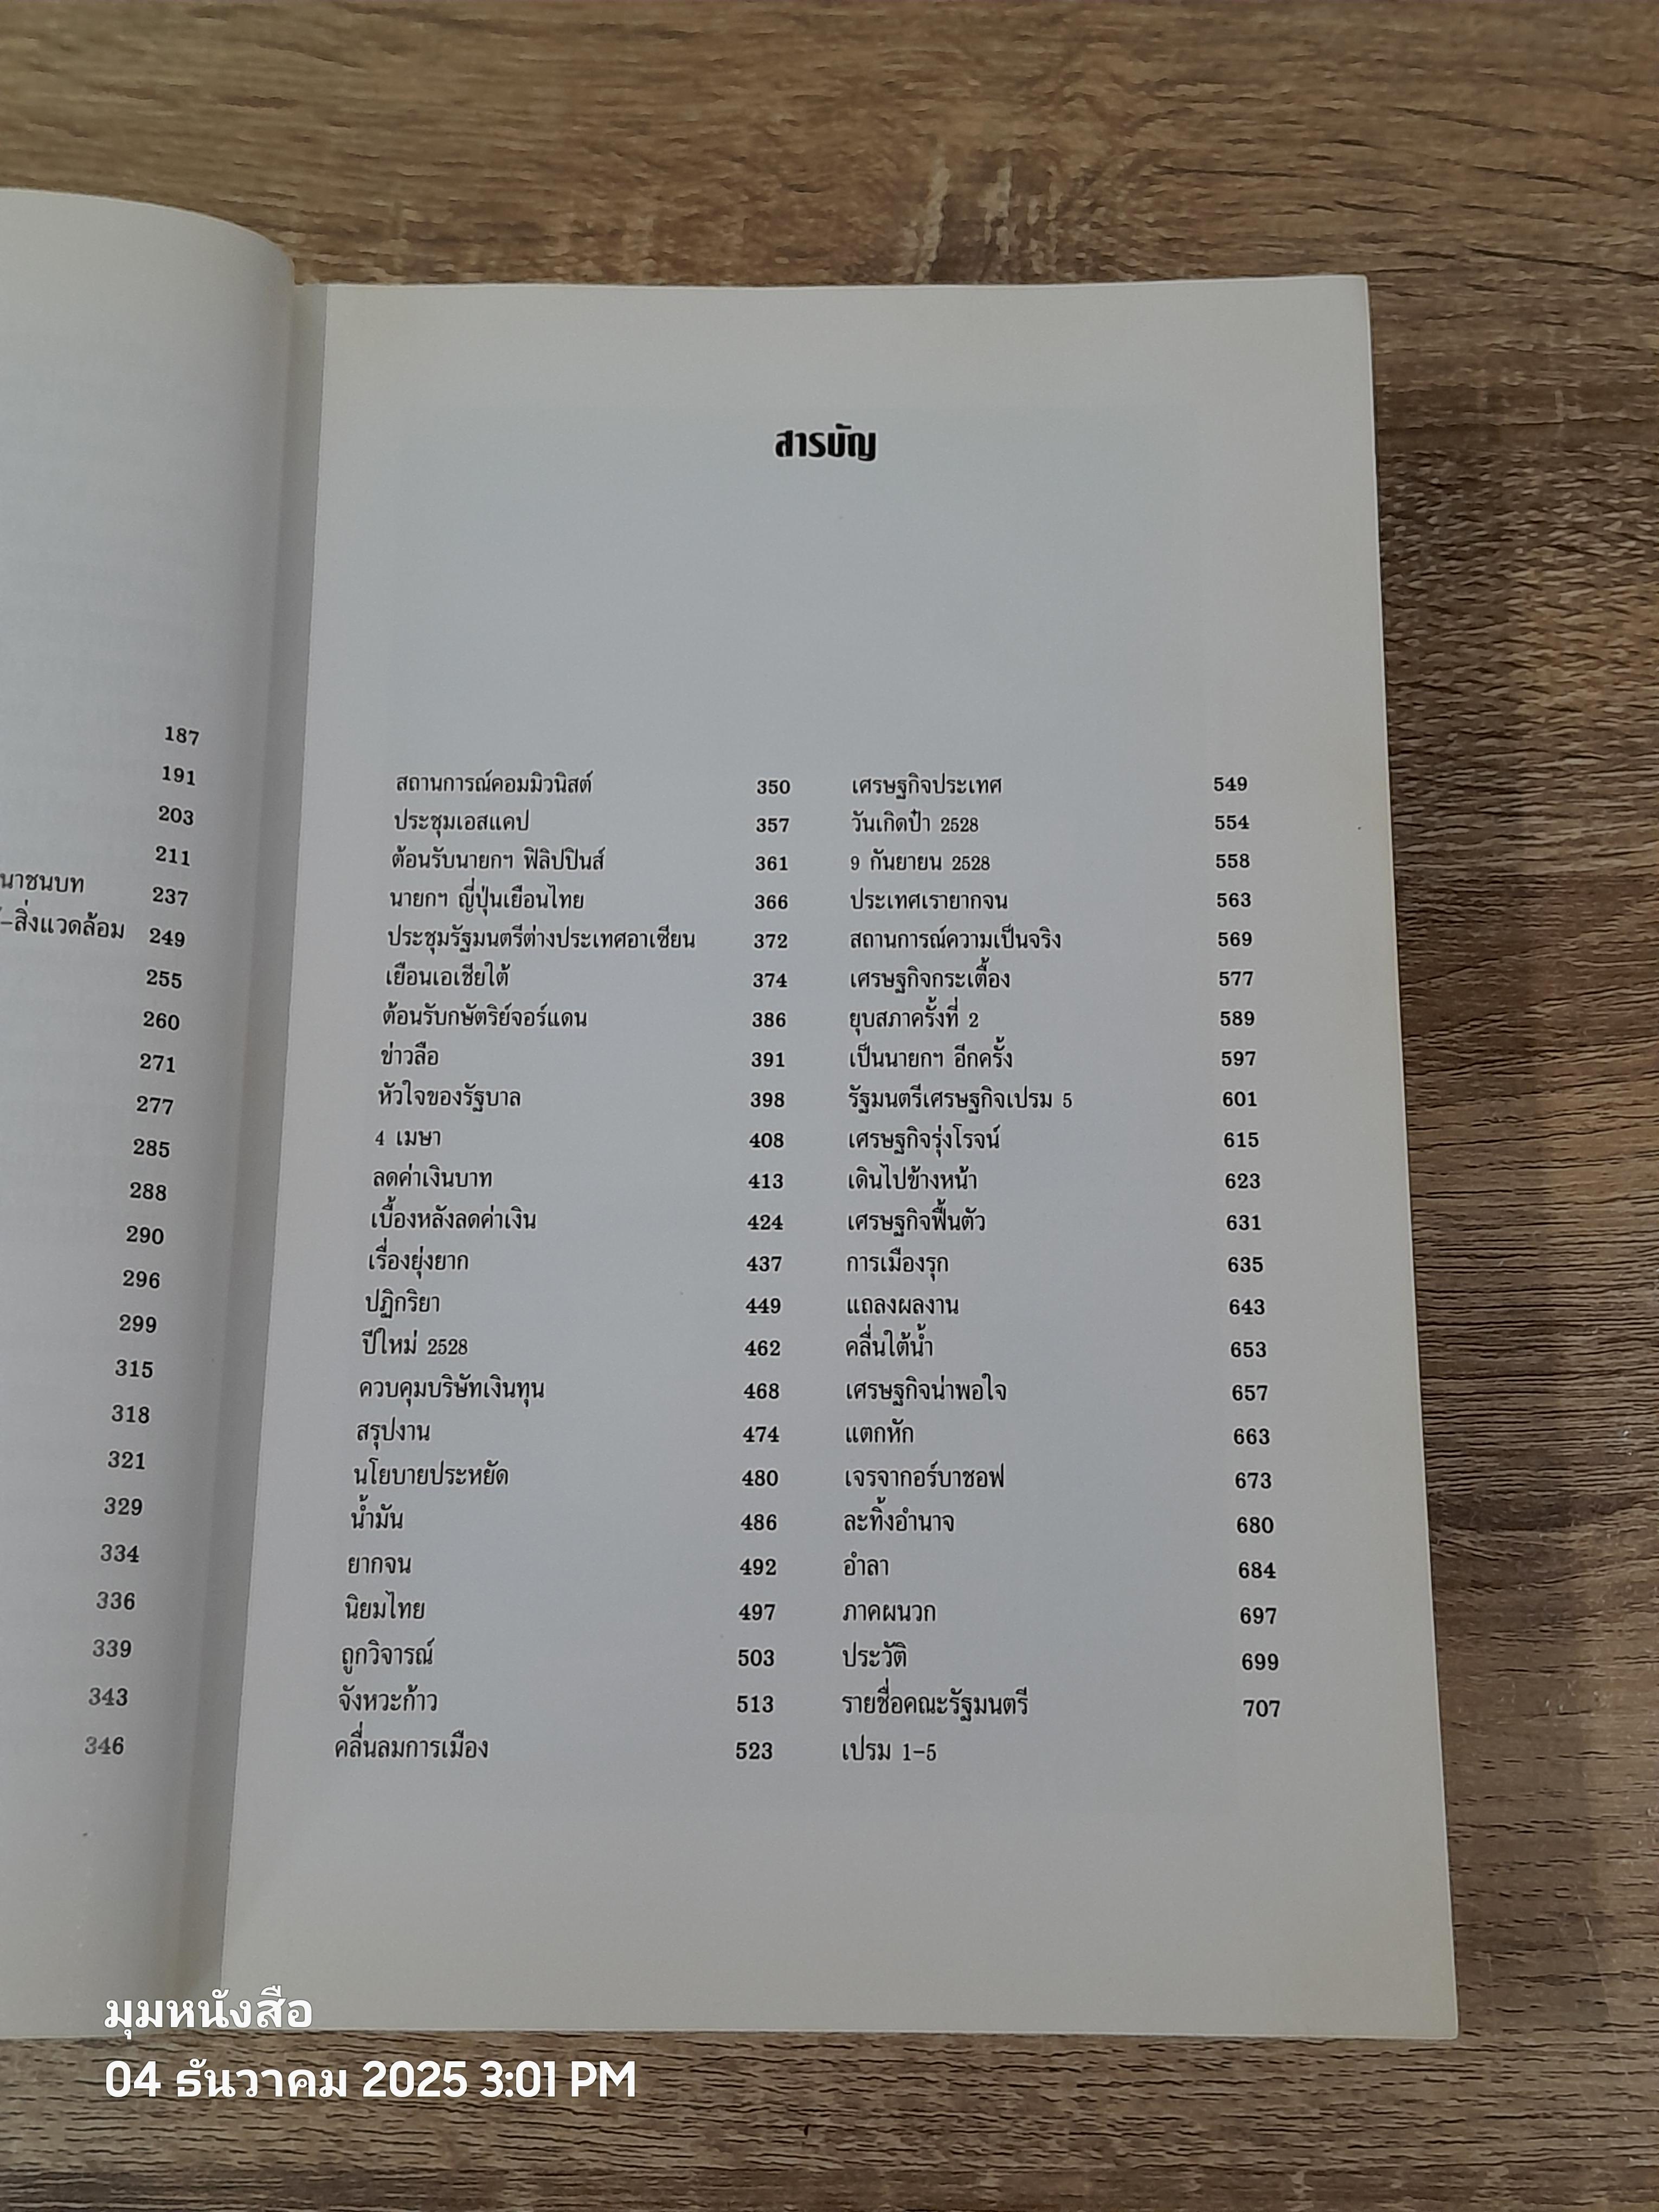 187
191
203
211
นาชนบท 237
–สิ่งแวดล้อม 249
255
260
271
277
285
288
290
296
299
315
318
321
329
334
336
339
343
346
สารบัญ
สถานการณ์คอมมิวนิสต์ 350
ประชุมเอสแคป 357
ต้อนรับนายกฯ ฟิลิปปินส์ 361
นายกฯ ญี่ปุ่นเยือนไทย 366
ประชุมรัฐมนตรีต่างประเทศอาเซียน 372
เยือนเอเชียใต้ 374
ต้อนรับกษัตริย์จอร์แดน 386
ข่าวลือ 391
หัวใจของรัฐบาล 398
4 เมษา 408
ลดค่าเงินบาท 413
เบื้องหลังลดค่าเงิน 424
เรื่องยุ่งยาก 437
ปฏิกริยา 449
ปีใหม่ 2528 462
ควบคุมบริษัทเงินทุน 468
สรุปงาน 474
นโยบายประหยัด 480
น้ำมัน 486
ยากจน 492
นิยมไทย 497
ถูกวิจารณ์ 503
จังหวะก้าว 513
คลื่นลมการเมือง 523
เศรษฐกิจประเทศ 549
วันเกิดป๋า 2528 554
9 กันยายน 2528 558
ประเทศเรายากจน 563
สถานการณ์ความเป็นจริง 569
เศรษฐกิจกระเตื้อง 577
ยุบสภาครั้งที่ 2 589
เป็นนายกฯ อีกครั้ง 597
รัฐมนตรีเศรษฐกิจเปรม 5 601
เศรษฐกิจรุ่งโรจน์ 615
เดินไปข้างหน้า 623
เศรษฐกิจฟื้นตัว 631
การเมืองรุก 635
แถลงผลงาน 643
คลื่นใต้น้ำ 653
เศรษฐกิจน่าพอใจ 657
แตกหัก 663
เจรจากอร์บาชอฟ 673
ละทิ้งอำนาจ 680
อำลา 684
ภาคผนวก 697
ประวัติ 699
รายชื่อคณะรัฐมนตรี 707
เปรม 1–5
มุมหนังสือ
04 ธันวาคม 2025 3:01 PM